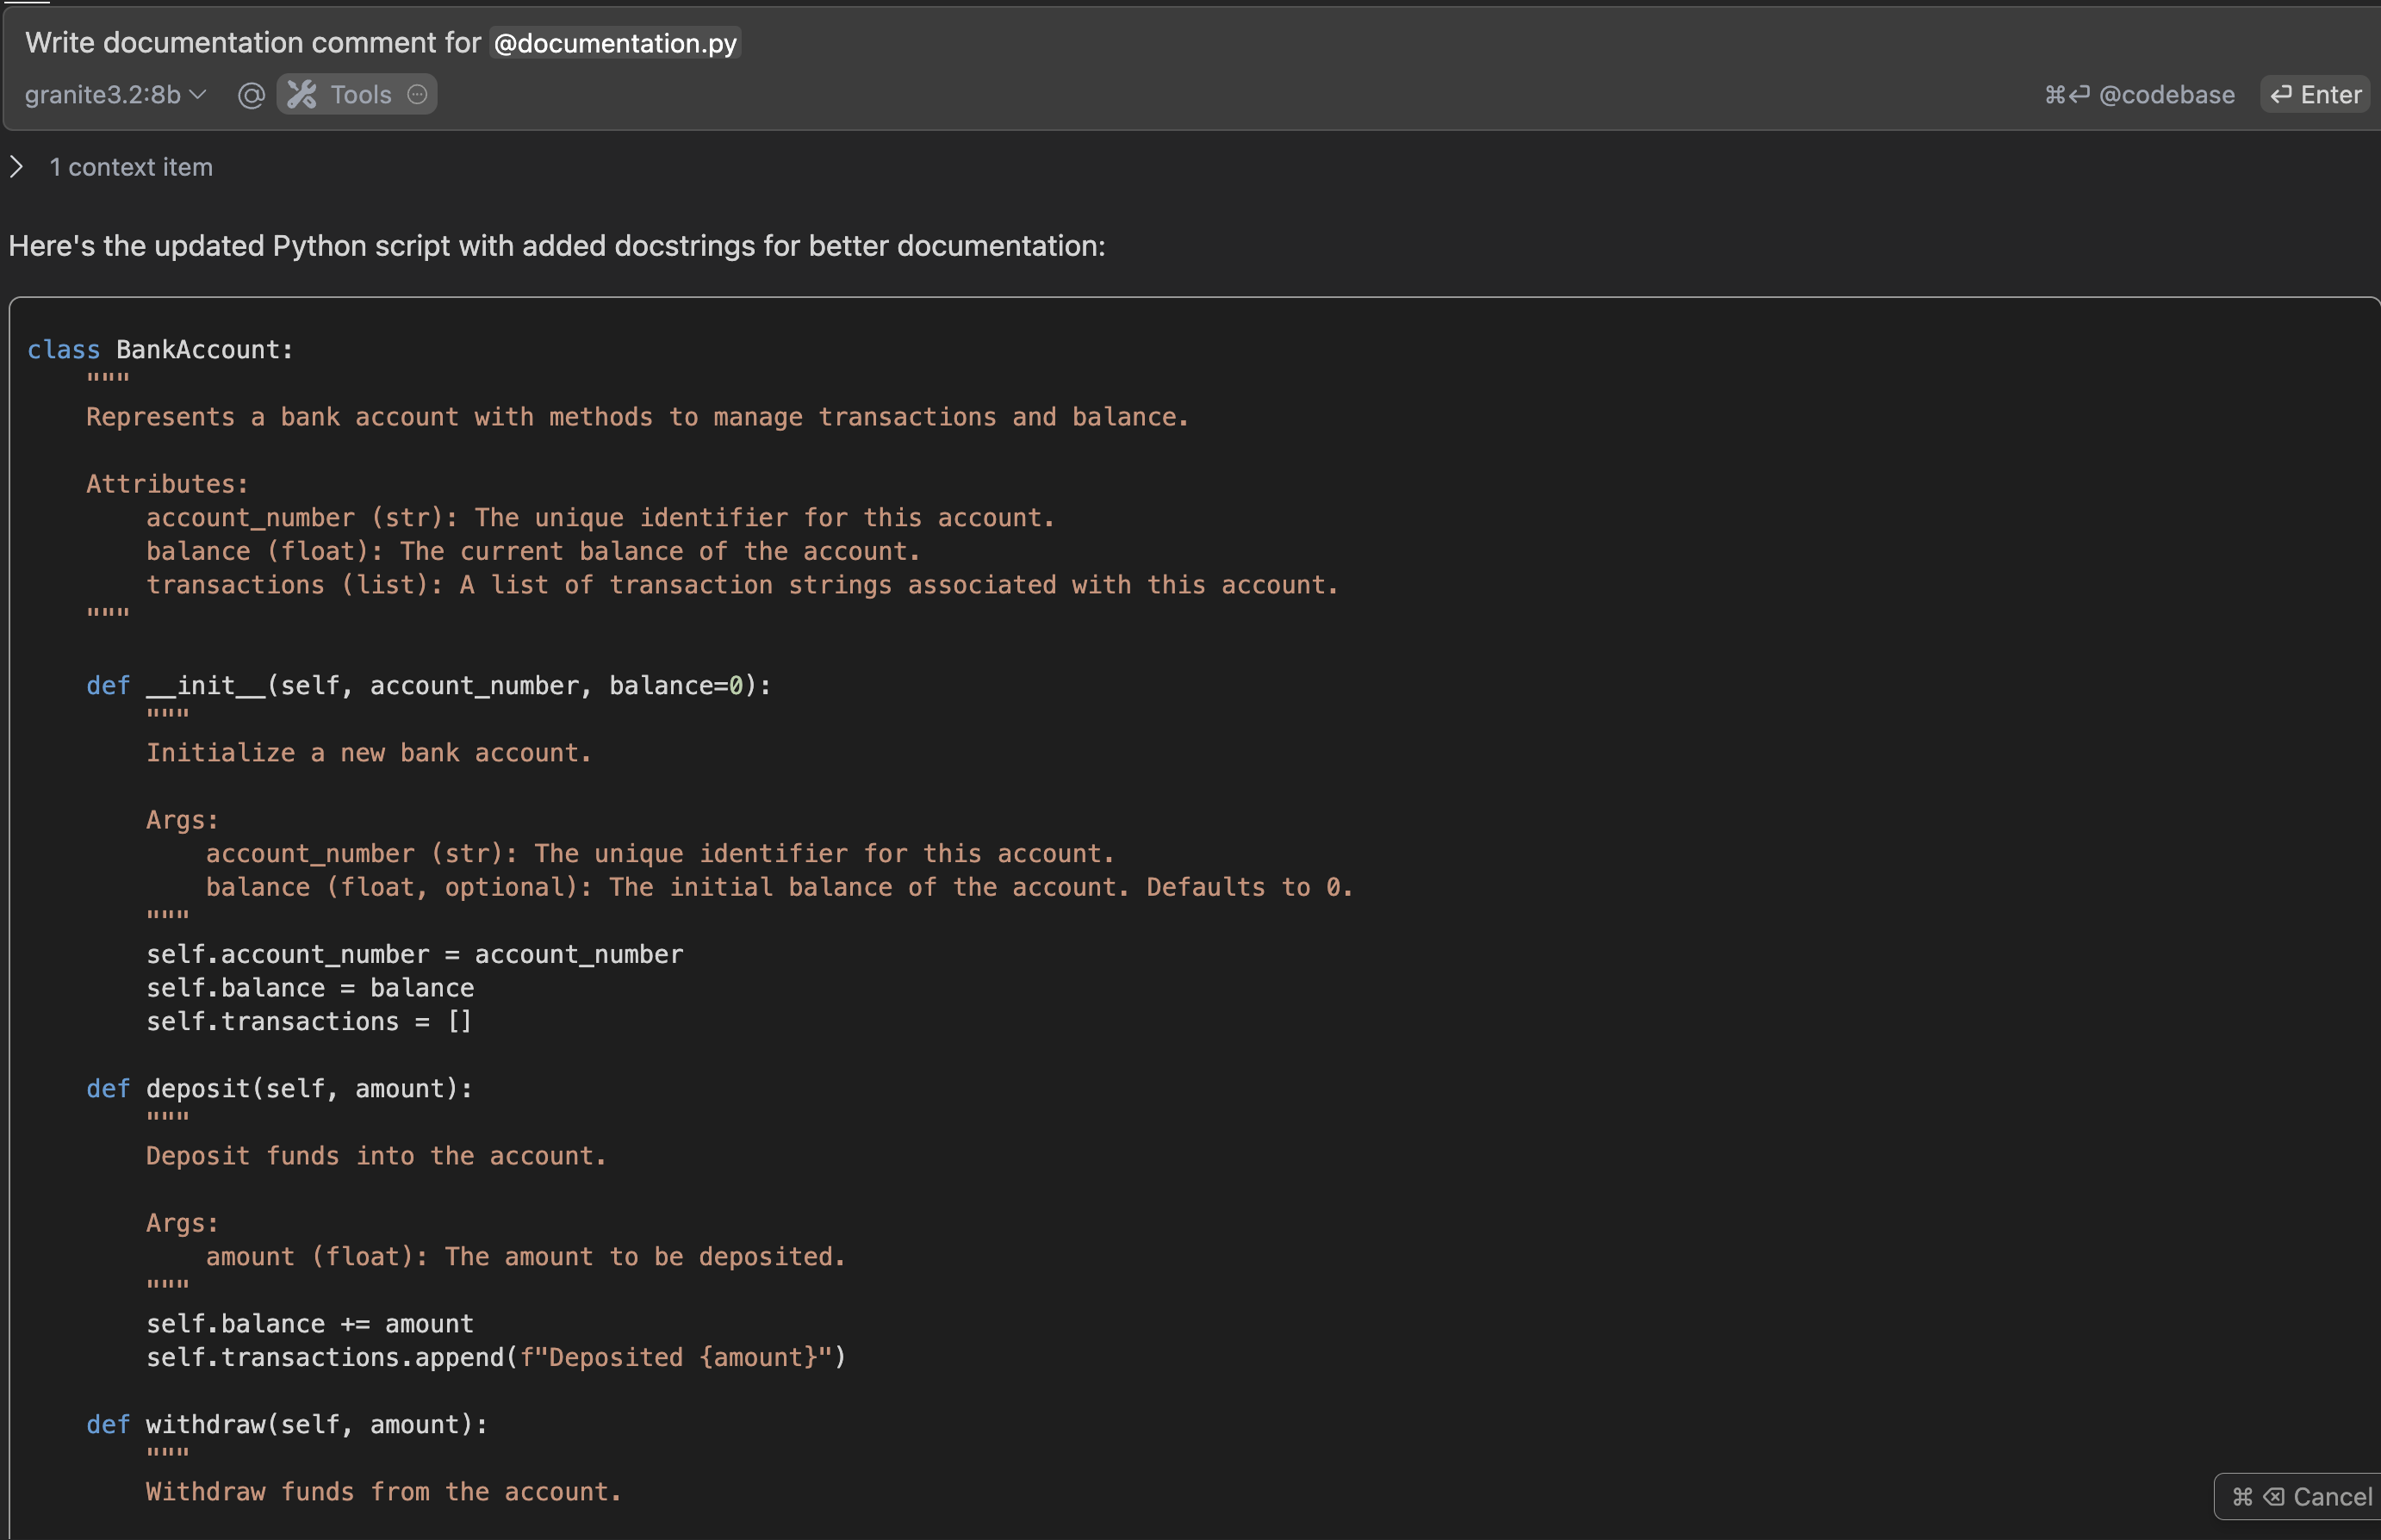 Write documentation comment for @documentation.py
granite3.2:8b @ Tools ⌘⏎ @codebase ⏎ Enter
1 context item
Here's the updated Python script with added docstrings for better documentation:
class BankAccount:
    """
    Represents a bank account with methods to manage transactions and balance.

    Attributes:
        account_number (str): The unique identifier for this account.
        balance (float): The current balance of the account.
        transactions (list): A list of transaction strings associated with this account.
    """

    def __init__(self, account_number, balance=0):
        """
        Initialize a new bank account.

        Args:
            account_number (str): The unique identifier for this account.
            balance (float, optional): The initial balance of the account. Defaults to 0.
        """
        self.account_number = account_number
        self.balance = balance
        self.transactions = []

    def deposit(self, amount):
        """
        Deposit funds into the account.

        Args:
            amount (float): The amount to be deposited.
        """
        self.balance += amount
        self.transactions.append(f"Deposited {amount}")

    def withdraw(self, amount):
        """
        Withdraw funds from the account.
⌘ ⌫ Cancel